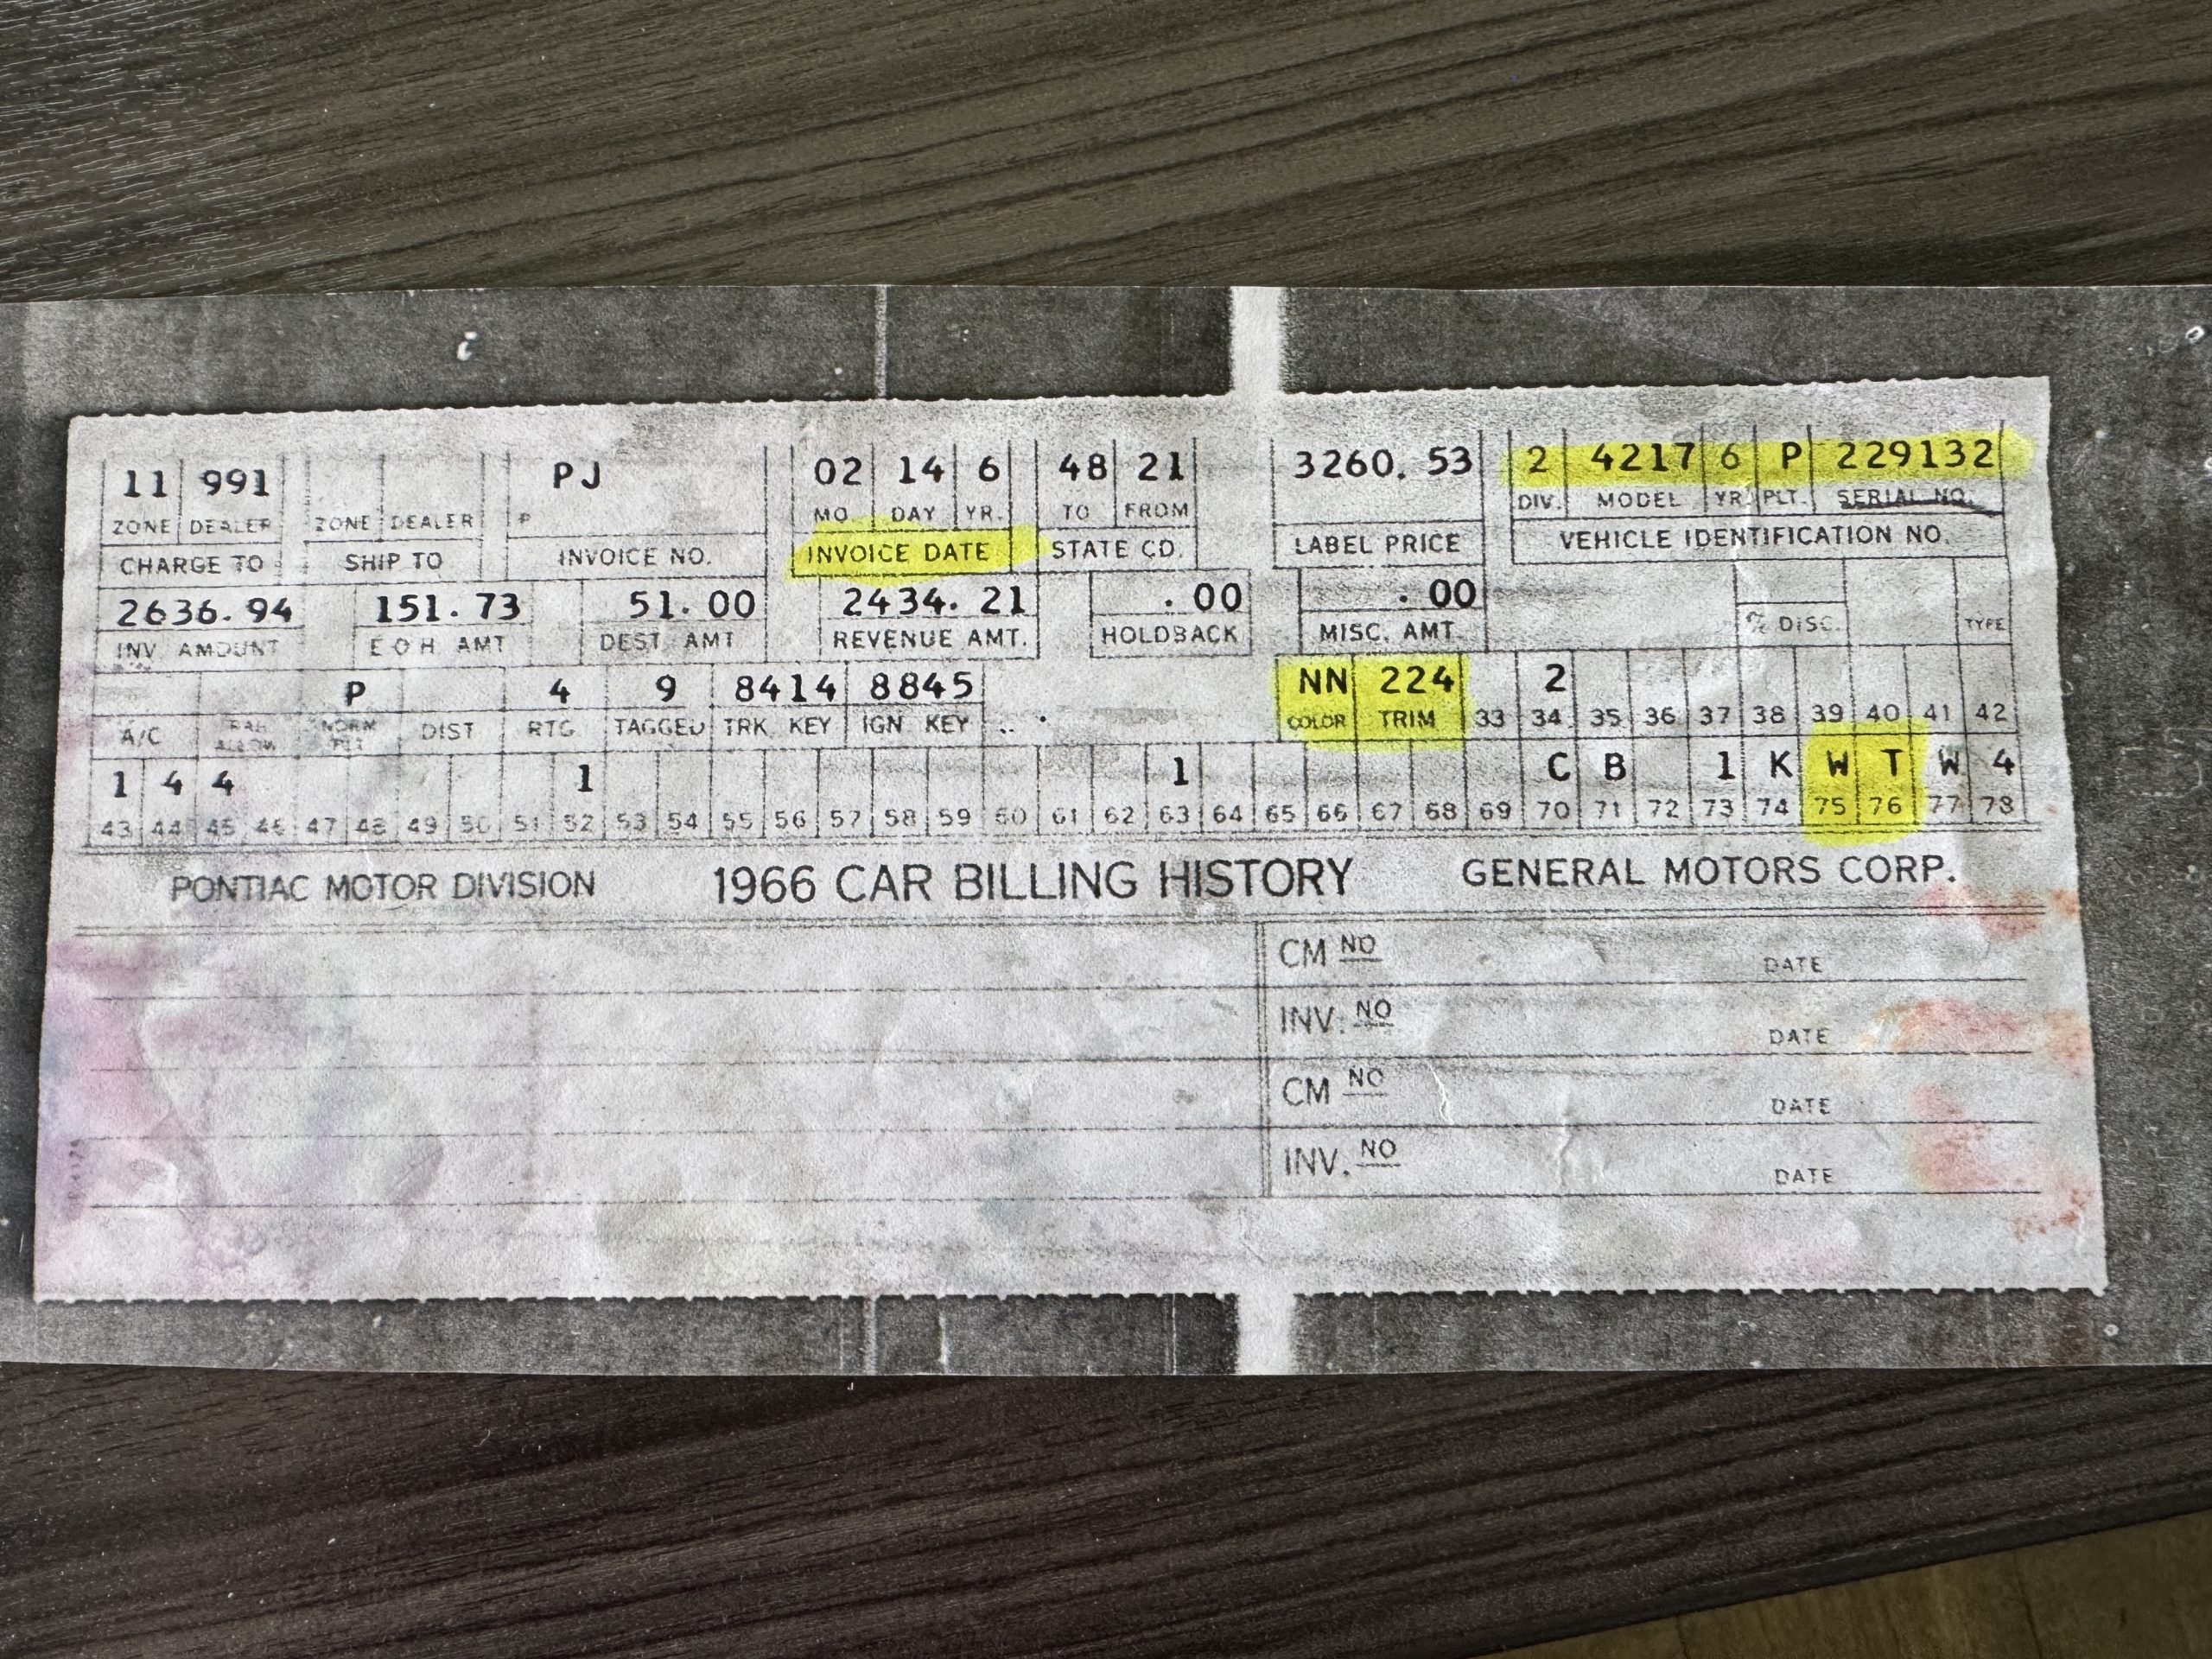 11 991 PJ 02 14 6 48 21 3260.53 2 4217 6 P 229132
ZONE DEALER ZONE DEALER P MO. DAY YR. TO FROM DIV. MODEL YR PLT. SERIAL NO.
CHARGE TO SHIP TO INVOICE NO. INVOICE DATE STATE CD. LABEL PRICE VEHICLE IDENTIFICATION NO.
2636.94 151.73 51.00 2434.21 .00 .00
INV AMOUNT E O H AMT DEST AMT REVENUE AMT. HOLDBACK MISC. AMT. % DISC. TYPE
P 4 9 8414 8845 NN 224 2
A/C NORM PLT DIST RTG TAGGED TRK KEY IGN KEY COLOR TRIM 33 34 35 36 37 38 39 40 41 42
1 4 4 1 1 C B 1 K W T W 4
43 44 45 46 47 48 49 50 51 52 53 54 55 56 57 58 59 60 61 62 63 64 65 66 67 68 69 70 71 72 73 74 75 76 77 78
PONTIAC MOTOR DIVISION 1966 CAR BILLING HISTORY GENERAL MOTORS CORP.
CM NO DATE
INV. NO DATE
CM NO DATE
INV. NO DATE